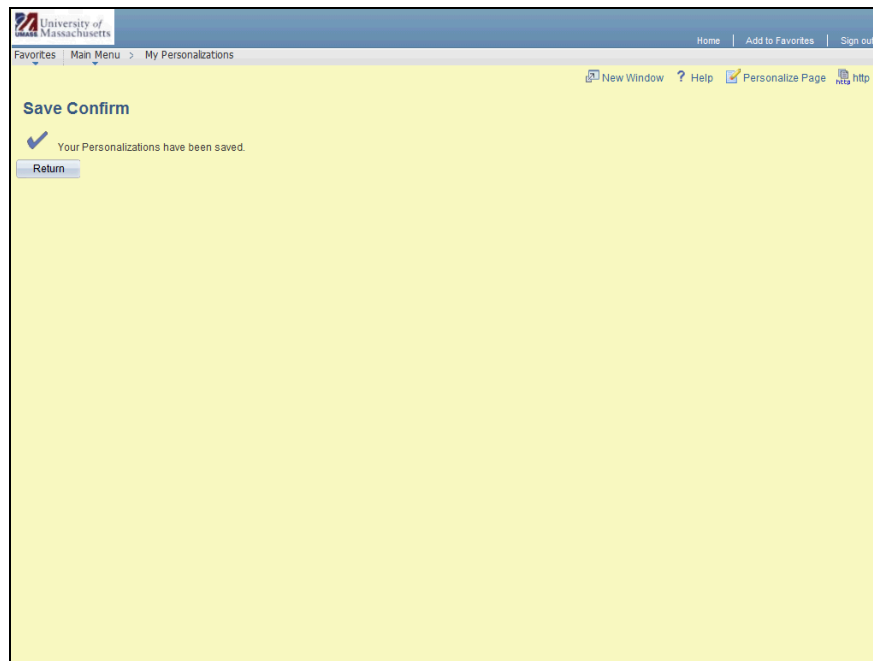 University of
UMASS Massachusetts
Home | Add to Favorites | Sign out
Favorites | Main Menu > My Personalizations
New Window ? Help Personalize Page http
Save Confirm
Your Personalizations have been saved.
Return